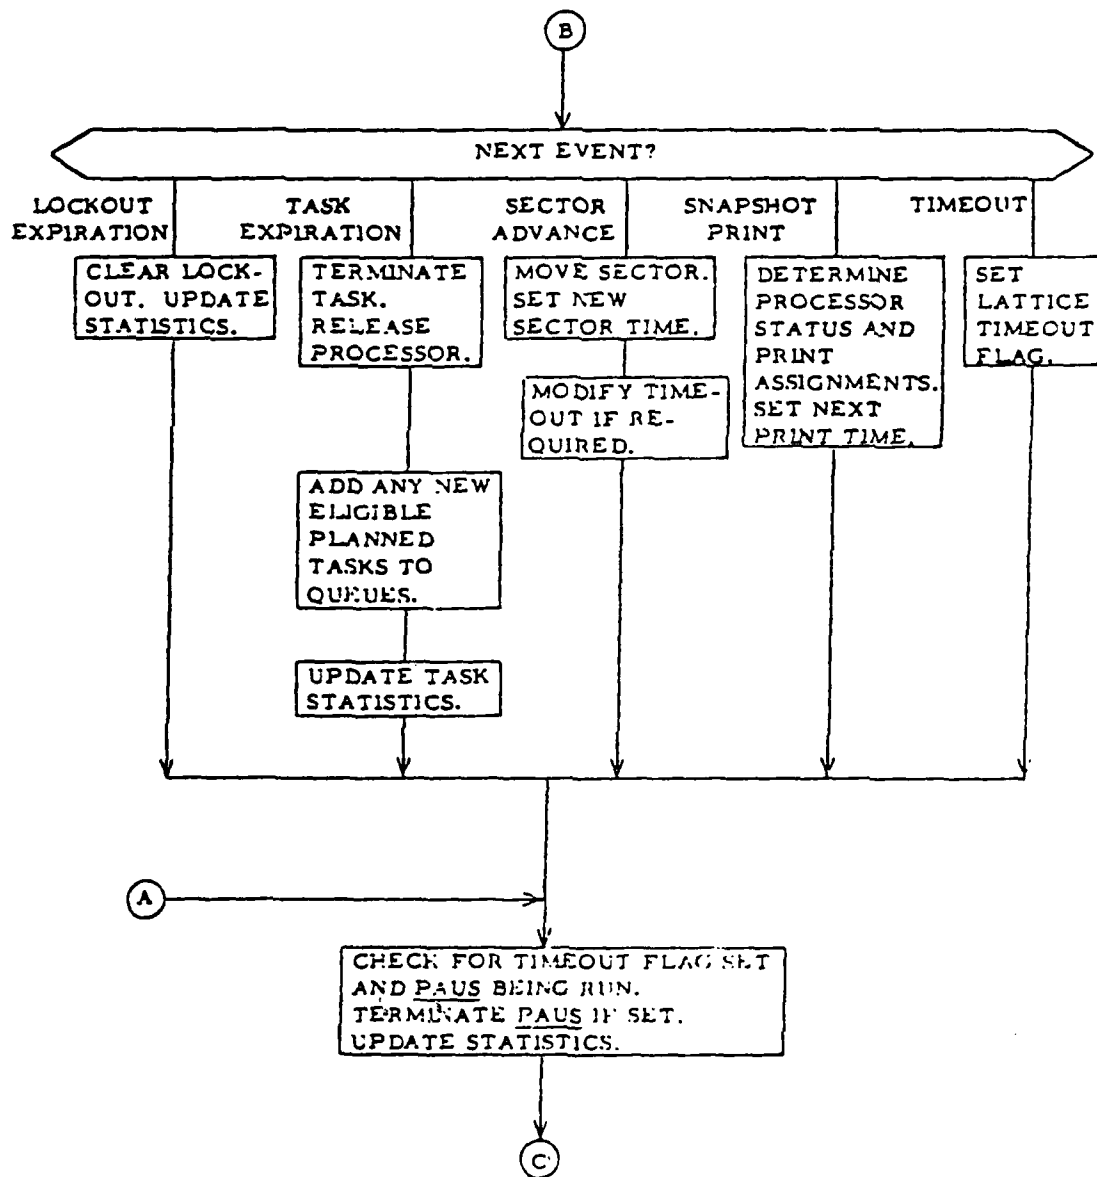 B
NEXT EVENT?
LOCKOUT
EXPIRATION
TASK
EXPIRATION
SECTOR
ADVANCE
SNAPSHOT
PRINT
TIMEOUT
CLEAR LOCK-
OUT. UPDATE
STATISTICS.
TERMINATE
TASK.
RELEASE
PROCESSOR.
MOVE SECTOR.
SET NEW
SECTOR TIME.
DETERMINE
PROCESSOR
STATUS AND
PRINT
ASSIGNMENTS.
SET NEXT
PRINT TIME.
SET
LATTICE
TIMEOUT
FLAG.
MODIFY TIME-
OUT IF RE-
QUIRED.
ADD ANY NEW
ELIGIBLE
PLANNED
TASKS TO
QUEUES.
UPDATE TASK
STATISTICS.
A
CHECK FOR TIMEOUT FLAG SET
AND PAUS BEING RUN.
TERMINATE PAUS IF SET.
UPDATE STATISTICS.
C